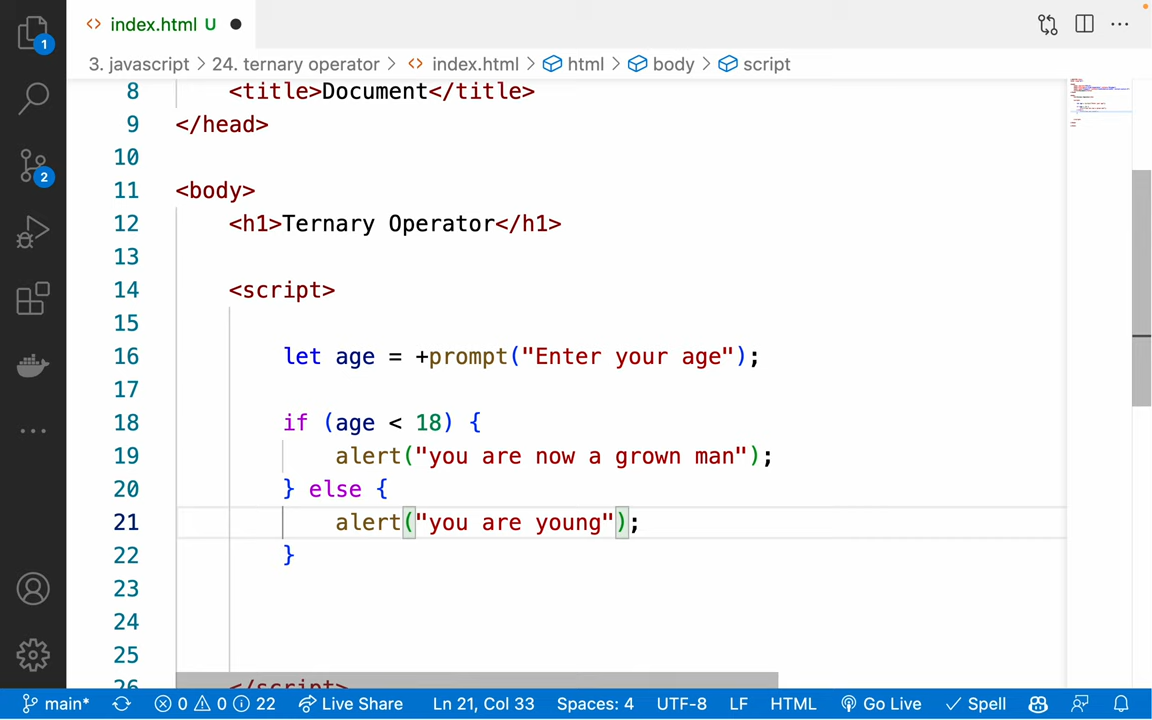 index.html U
3. javascript > 24. ternary operator > index.html > html > body > script
1
2
8 <title>Document</title>
9 </head>
10
11 <body>
12 <h1>Ternary Operator</h1>
13
14 <script>
15
16 let age = +prompt("Enter your age");
17
18 if (age < 18) {
19 alert("you are now a grown man");
20 } else {
21 alert("you are young");
22 }
23
24
25
26 </script>
main* 0 0 22 Live Share Ln 21, Col 33 Spaces: 4 UTF-8 LF HTML Go Live Spell